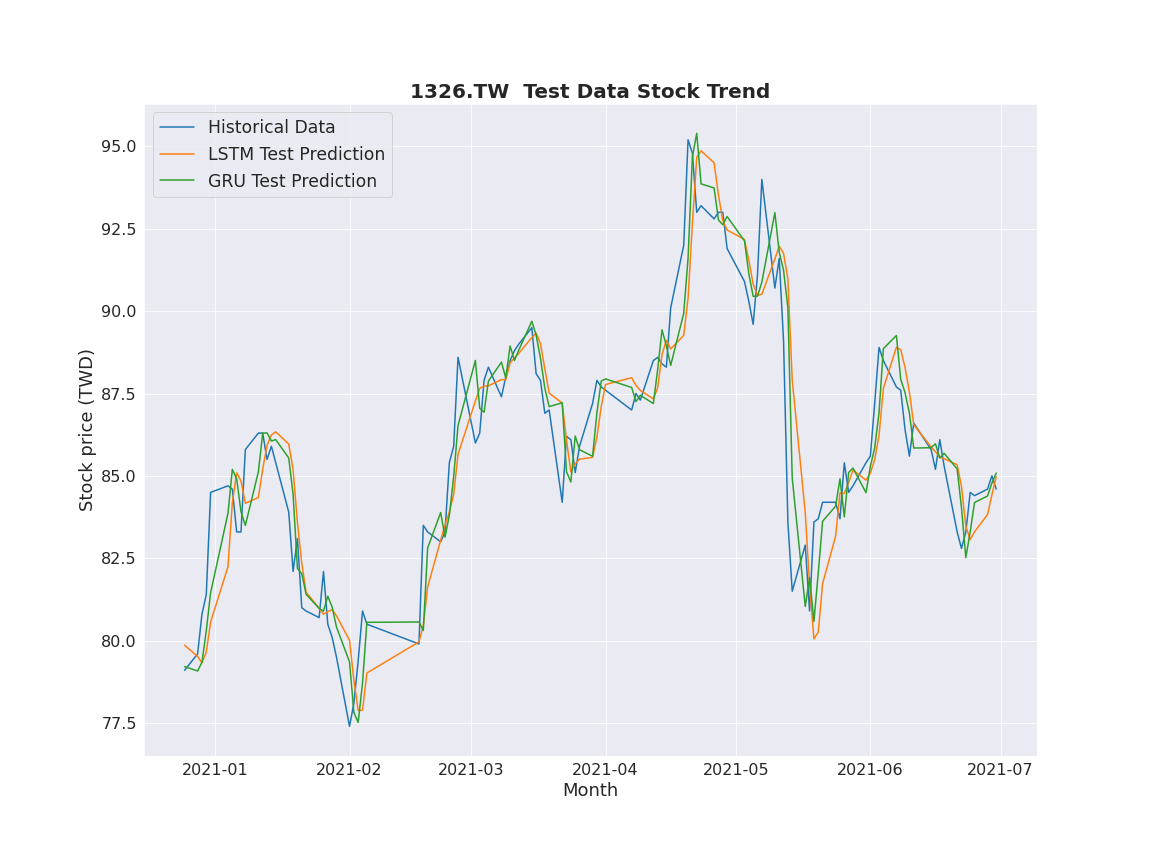 1326.TW  Test Data Stock Trend
Historical Data
LSTM Test Prediction
GRU Test Prediction
Stock price (TWD)
95.0
92.5
90.0
87.5
85.0
82.5
80.0
77.5
2021-01 2021-02 2021-03 2021-04 2021-05 2021-06 2021-07
Month